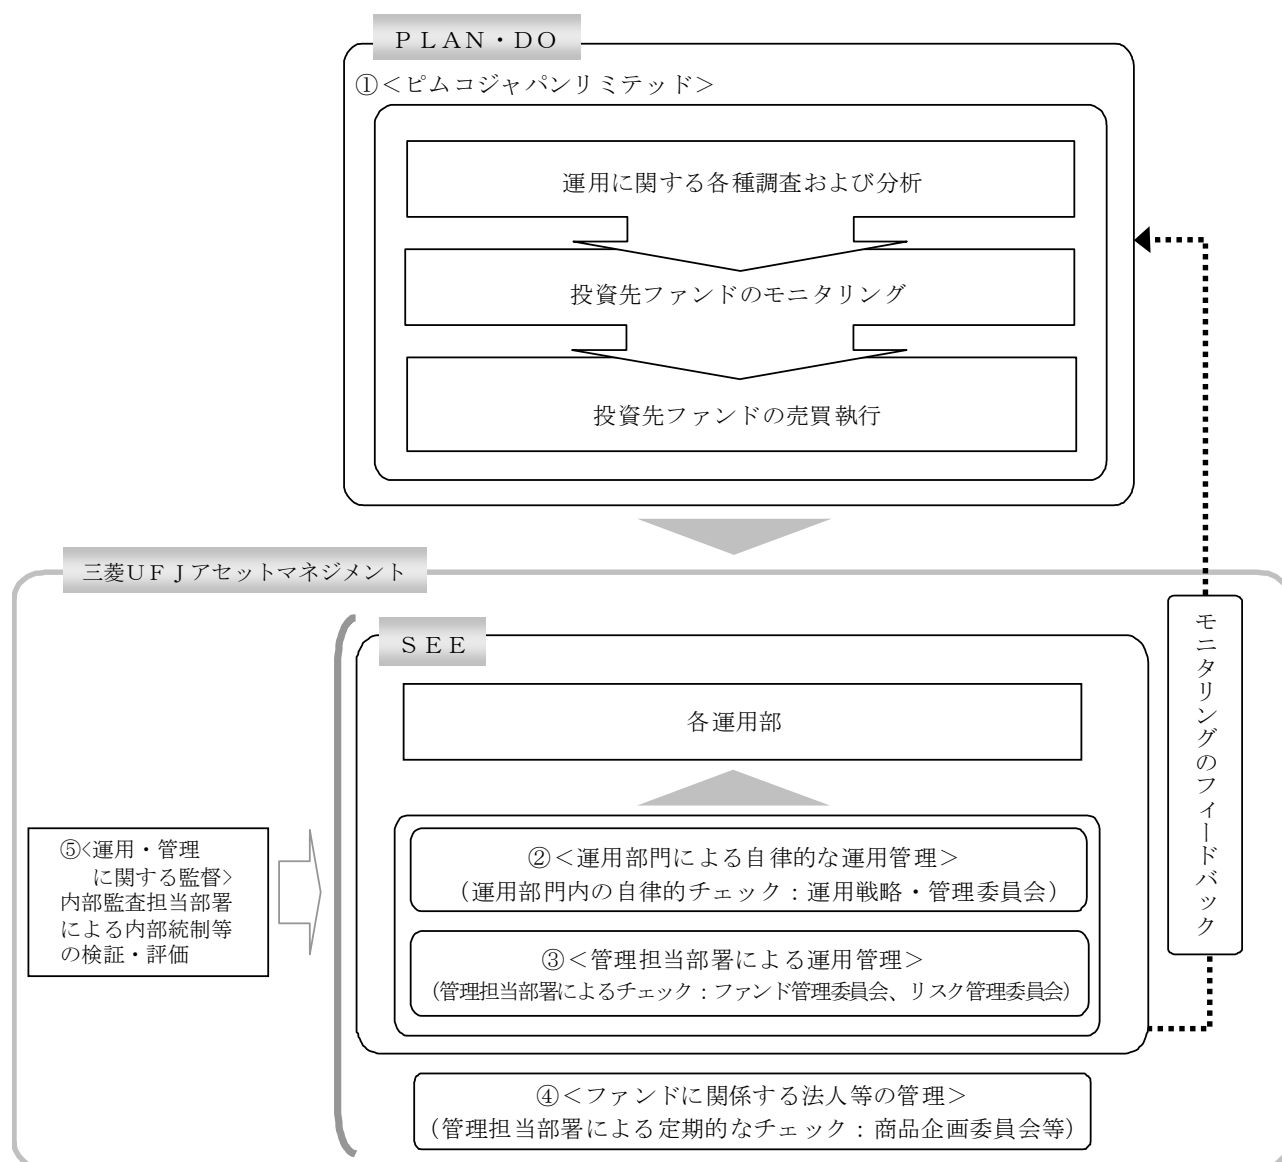 ＰＬＡＮ・ＤＯ
①＜ピムコジャパンリミテッド＞
運用に関する各種調査および分析
投資先ファンドのモニタリング
投資先ファンドの売買執行
三菱ＵＦＪアセットマネジメント
ＳＥＥ
各運用部
②＜運用部門による自律的な運用管理＞
（運用部門内の自律的チェック：運用戦略・管理委員会）
③＜管理担当部署による運用管理＞
（管理担当部署によるチェック：ファンド管理委員会、リスク管理委員会）
④＜ファンドに関係する法人等の管理＞
（管理担当部署による定期的なチェック：商品企画委員会等）
⑤<運用・管理
に関する監督>
内部監査担当部署
による内部統制等
の検証・評価
モニタリングのフィードバック